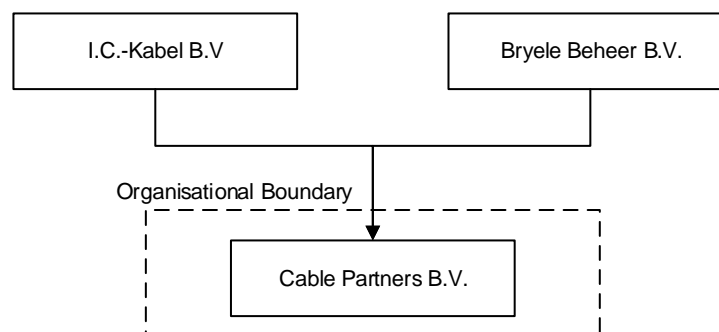 I.C.-Kabel B.V
Bryele Beheer B.V.
Organisational Boundary
Cable Partners B.V.